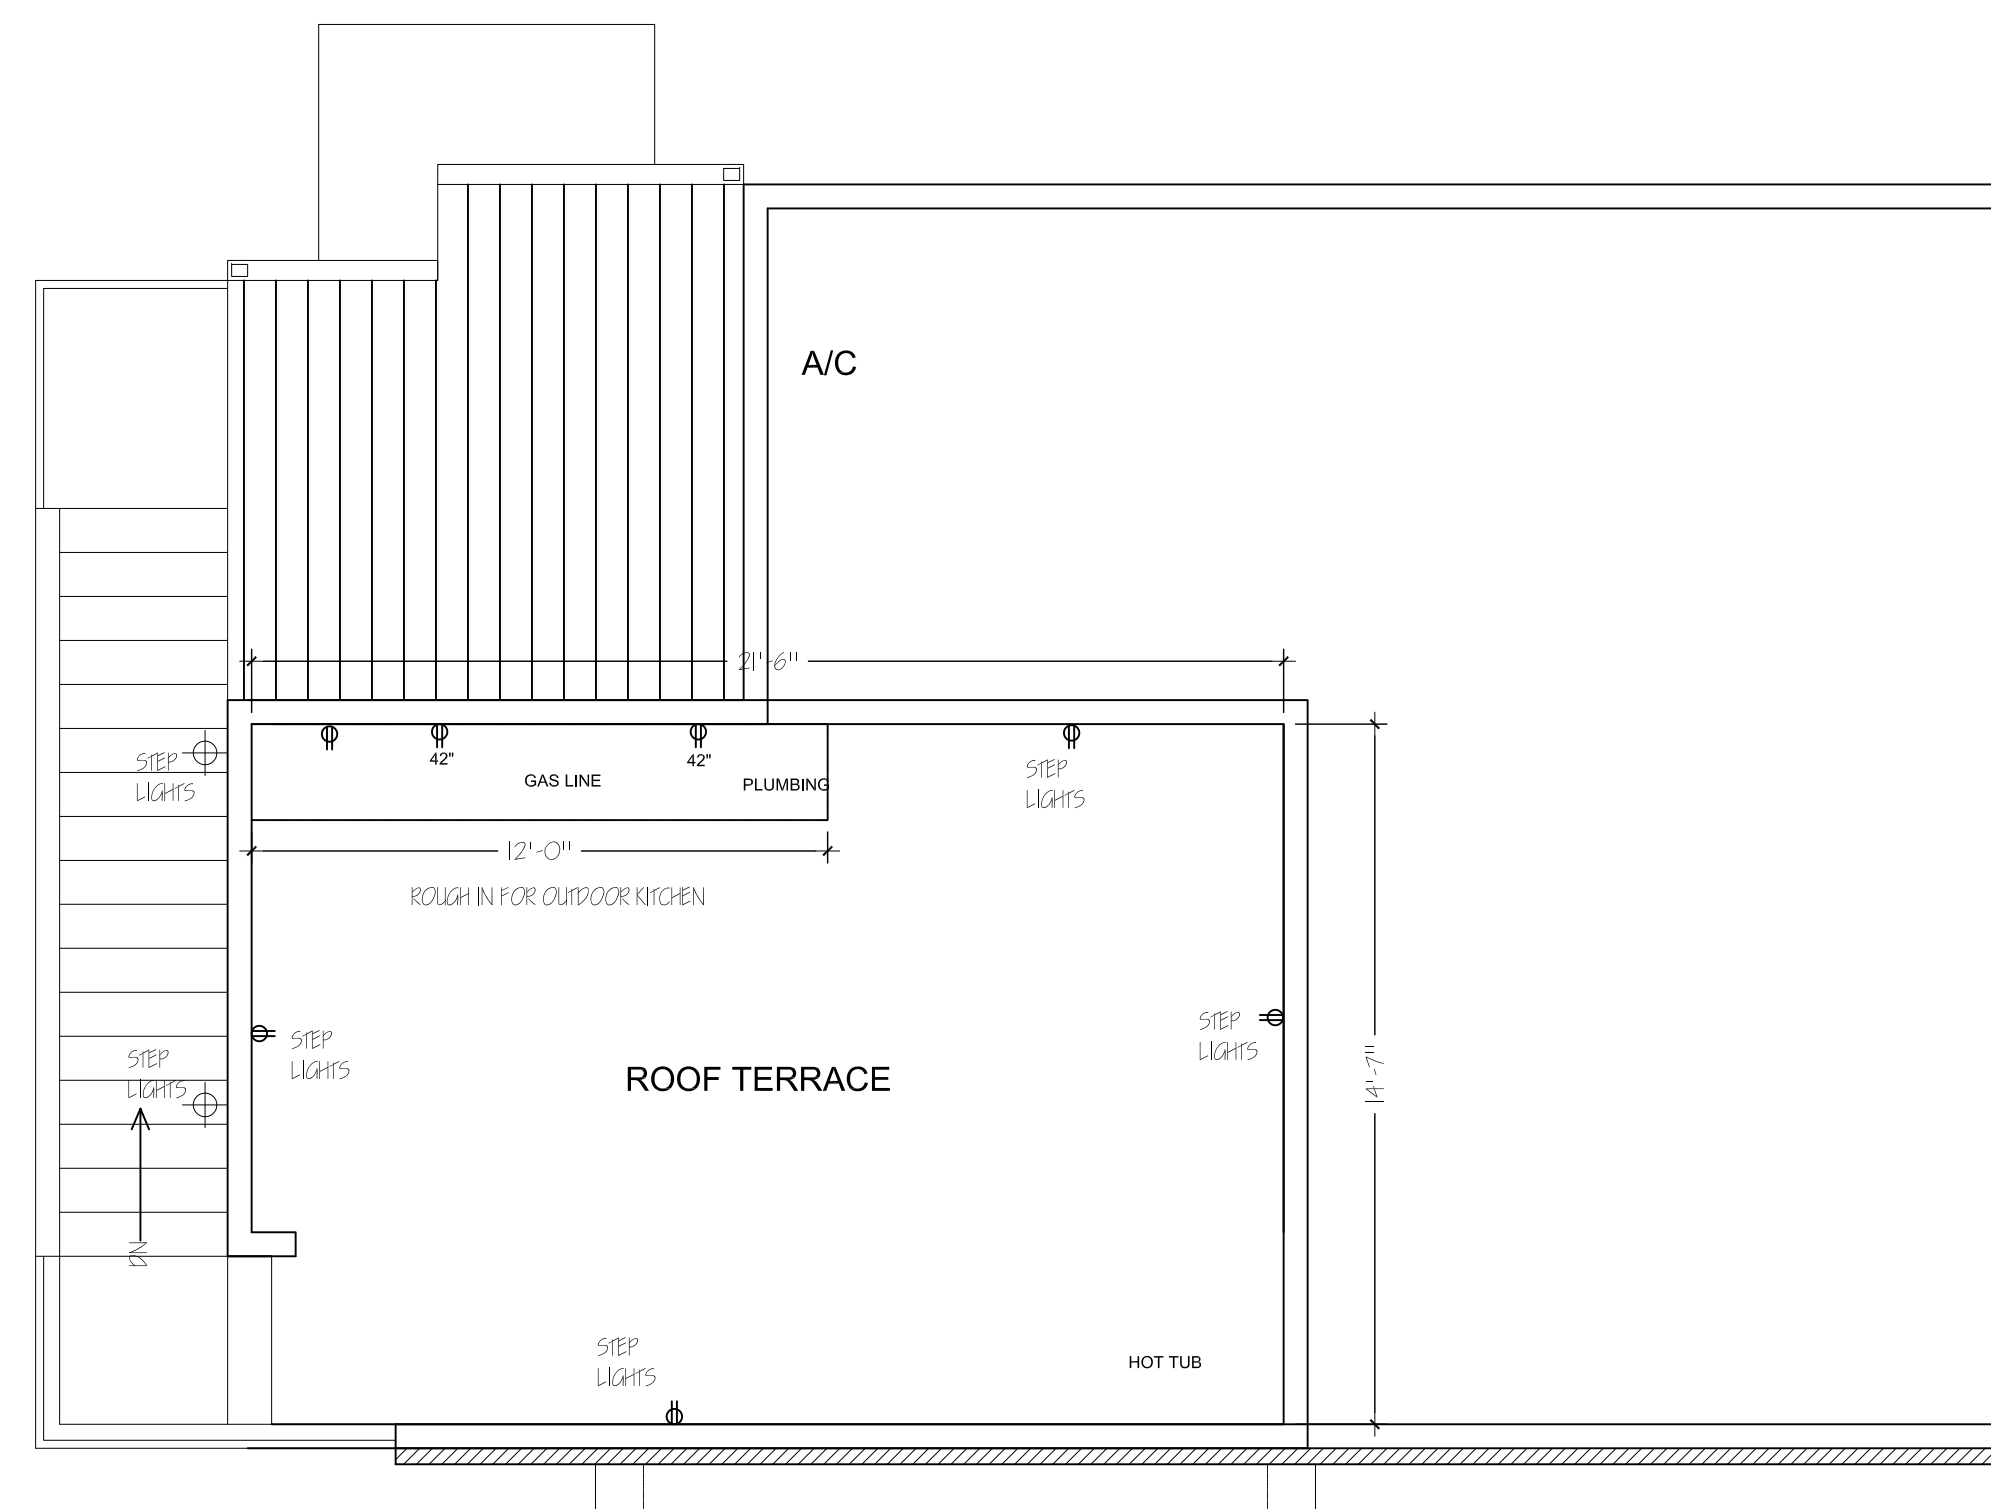 A/C
21'-6"
42"
42"
GAS LINE
PLUMBING
STEP
LIGHTS
STEP
LIGHTS
12'-0"
ROUGH IN FOR OUTDOOR KITCHEN
STEP
LIGHTS
STEP
LIGHTS
STEP
LIGHTS
ROOF TERRACE
14'-7"
DN
STEP
LIGHTS
HOT TUB